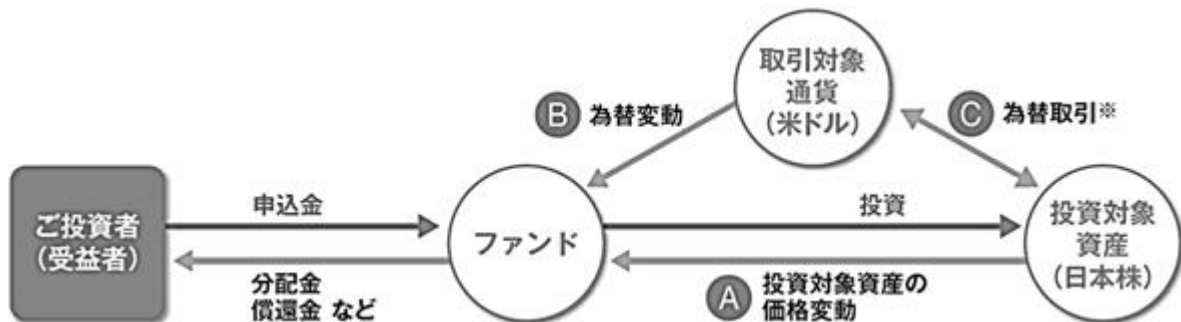 取引対象
通貨
(米ドル)
B 為替変動
C 為替取引※
ご投資者
(受益者)
申込金
分配金
償還金 など
ファンド
投資
A 投資対象資産の
価格変動
投資対象
資産
(日本株)